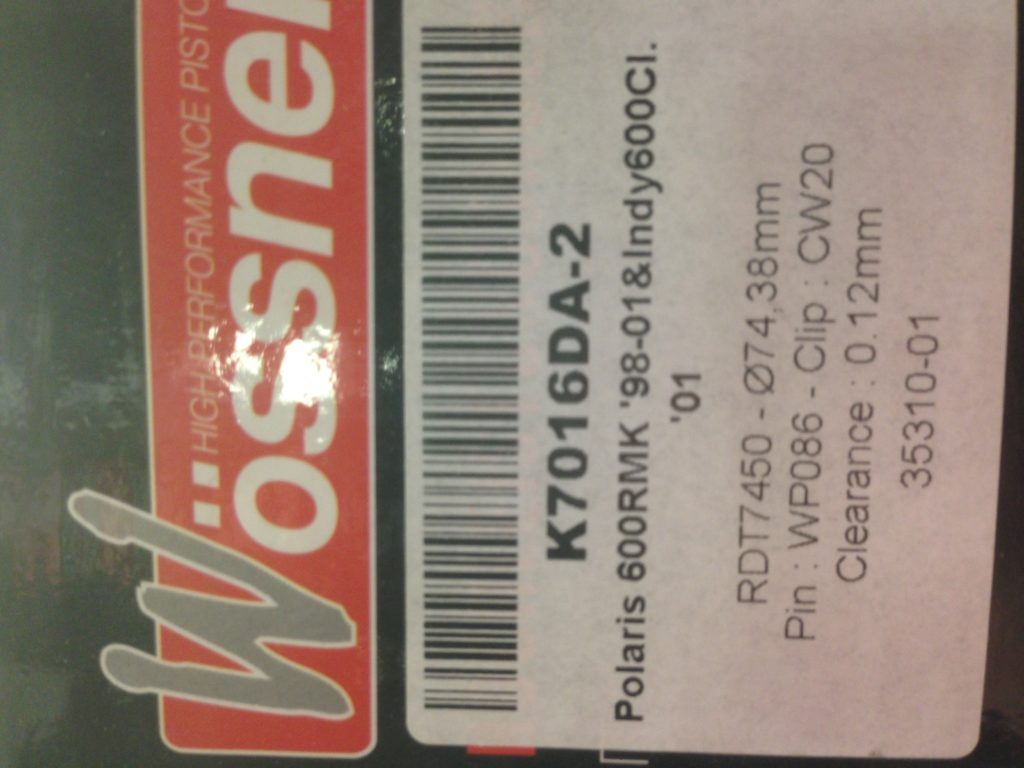 HIGH PERFORMANCE PISTO
Wössner
K7016DA-2
Polaris 600RMK '98-01&Indy600Cl.
'01
RDT7450 - Ø74,38mm
Pin : WP086 - Clip : CW20
Clearance : 0.12mm
35310-01